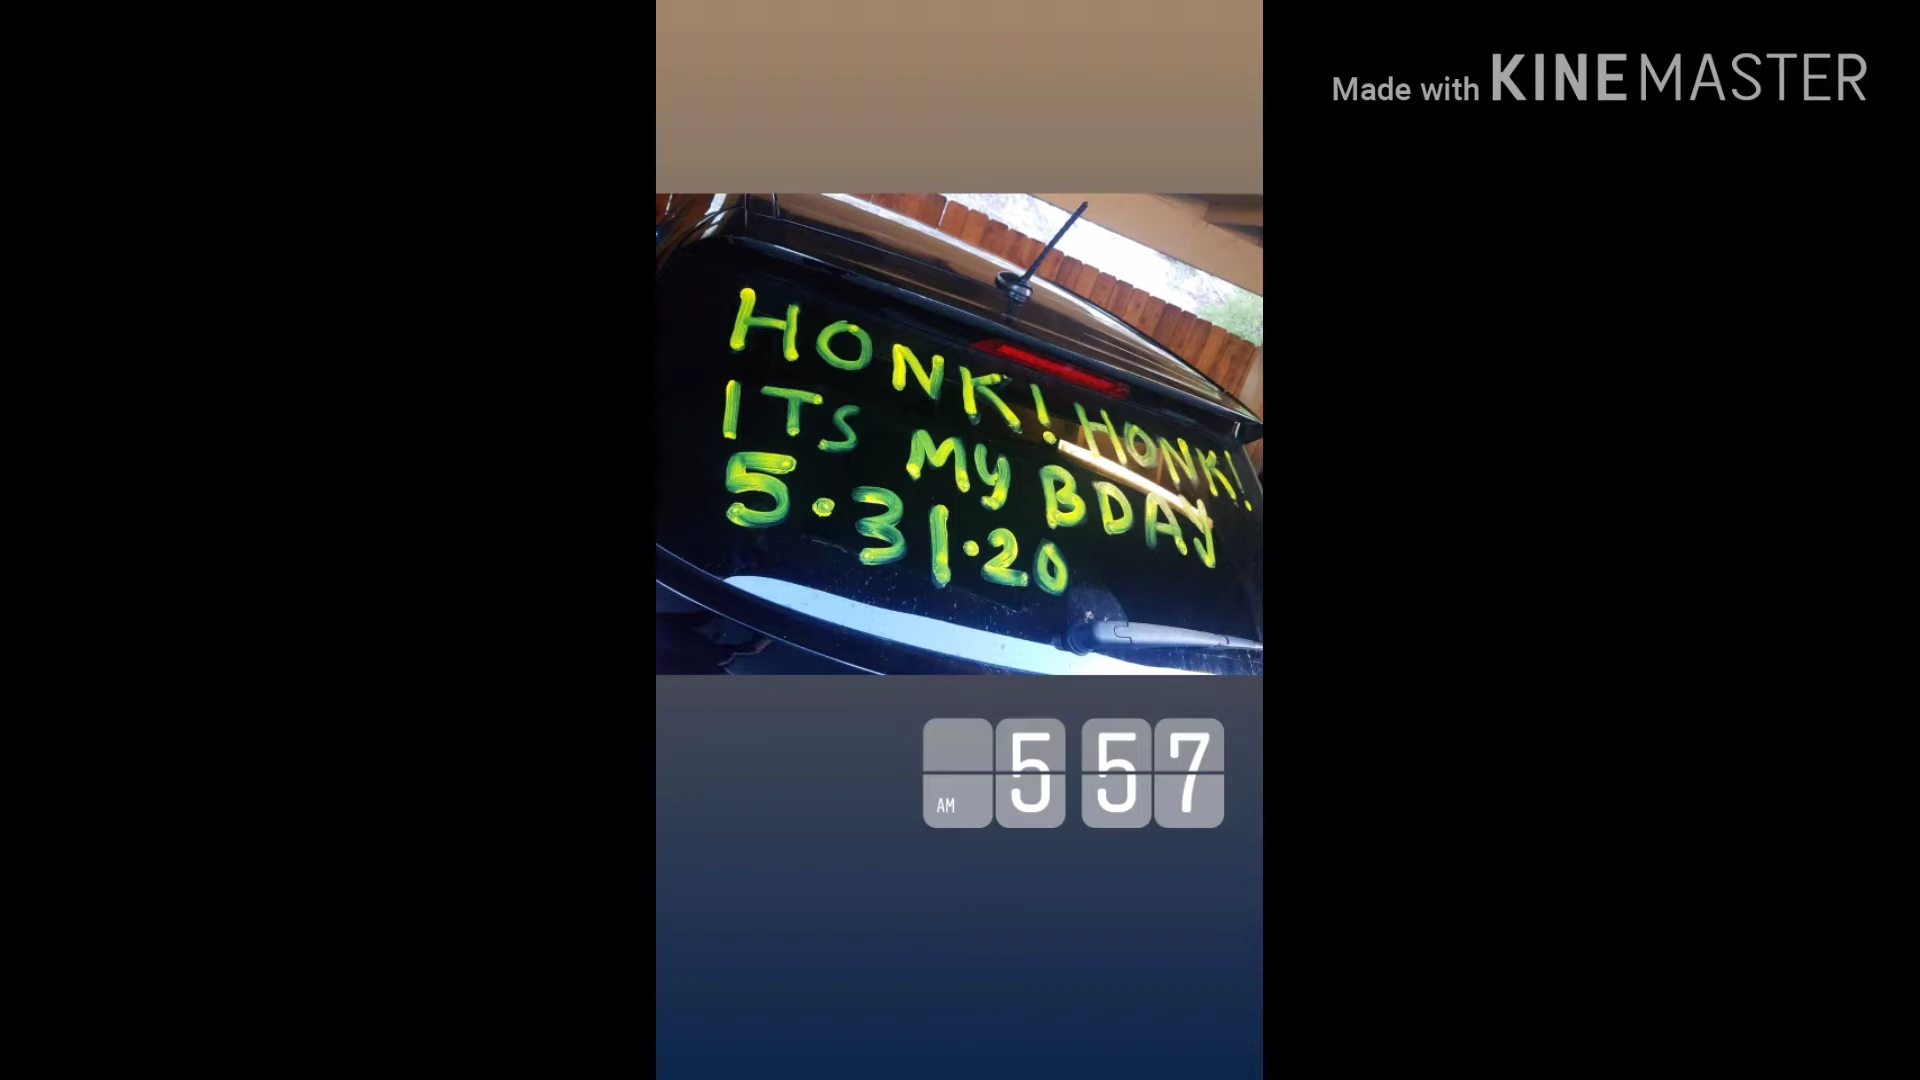 Made with KINEMASTER
HONK! HONK!
ITS MY BDAY
5.31.20
AM 5 57